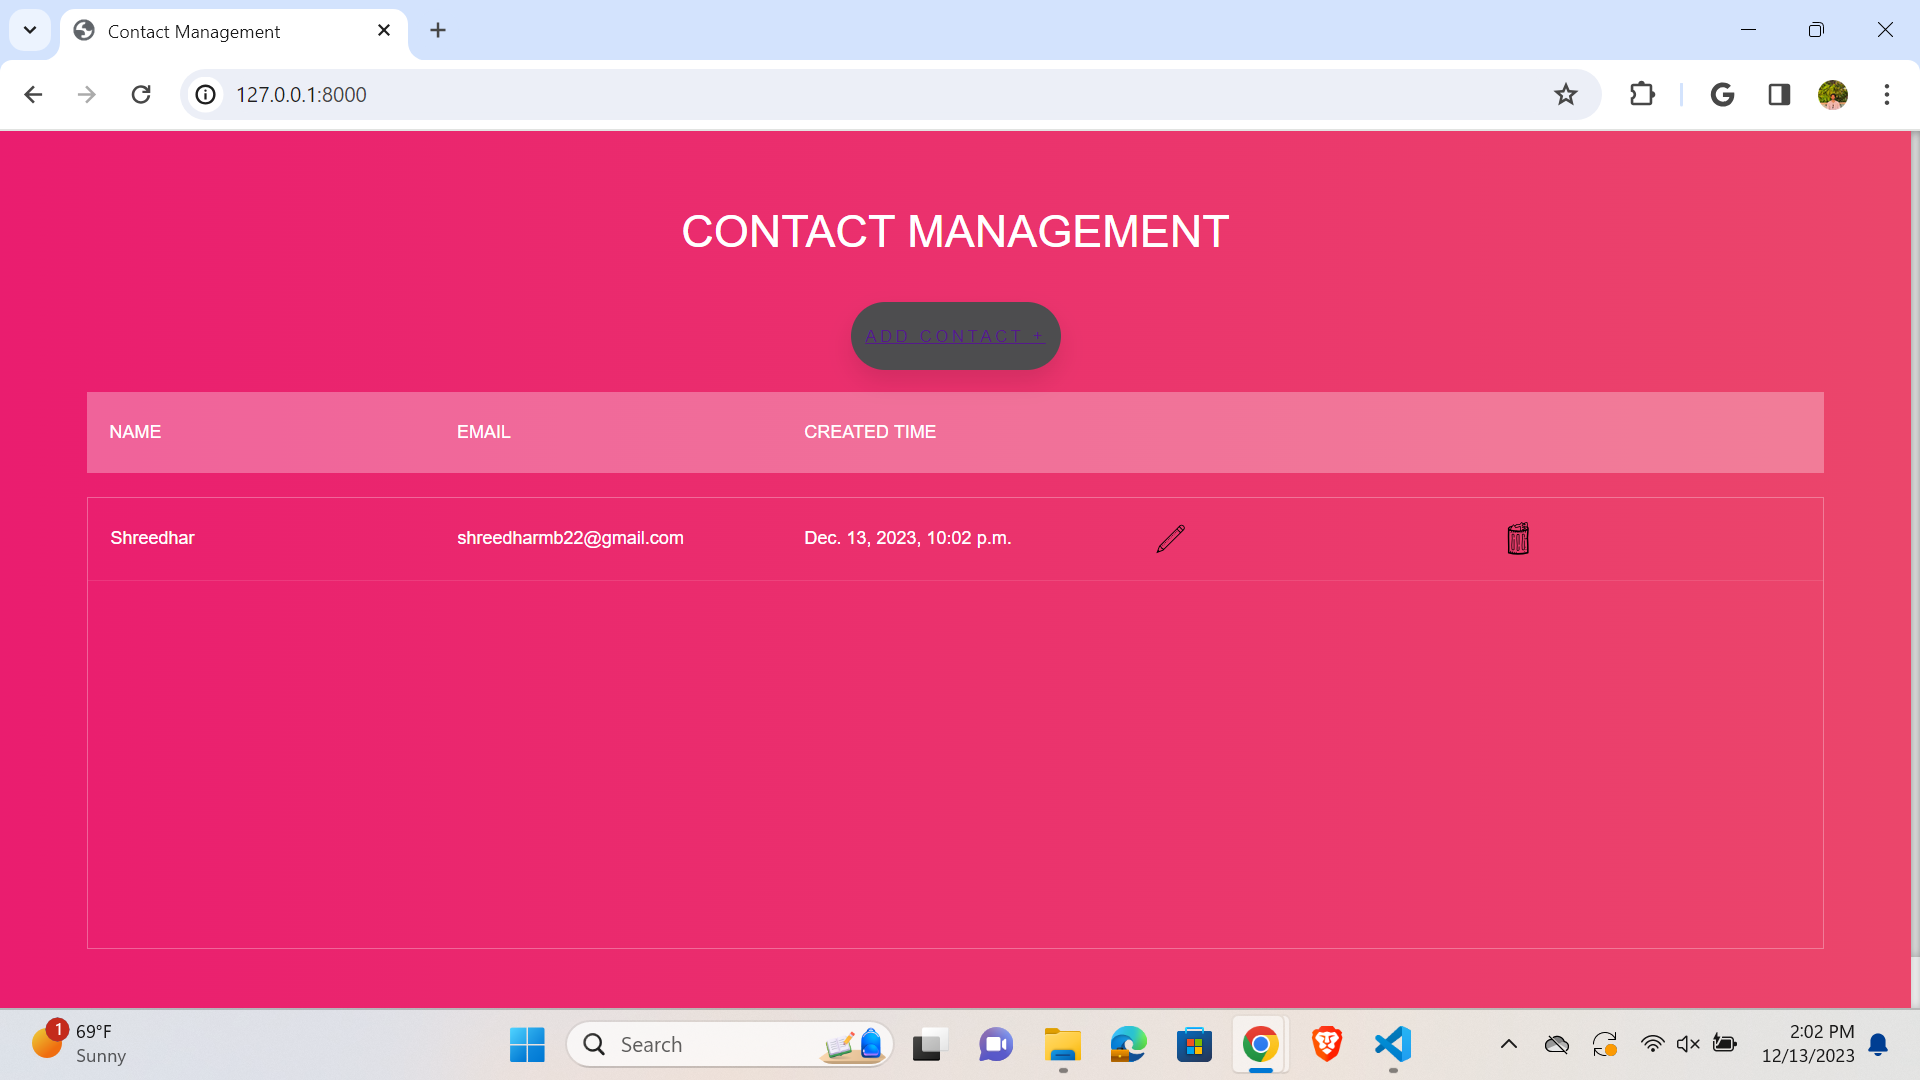 Contact Management
127.0.0.1:8000
CONTACT MANAGEMENT
ADD CONTACT +
NAME EMAIL CREATED TIME
Shreedhar shreedharmb22@gmail.com Dec. 13, 2023, 10:02 p.m.
1
69°F
Sunny
Search
2:02 PM
12/13/2023